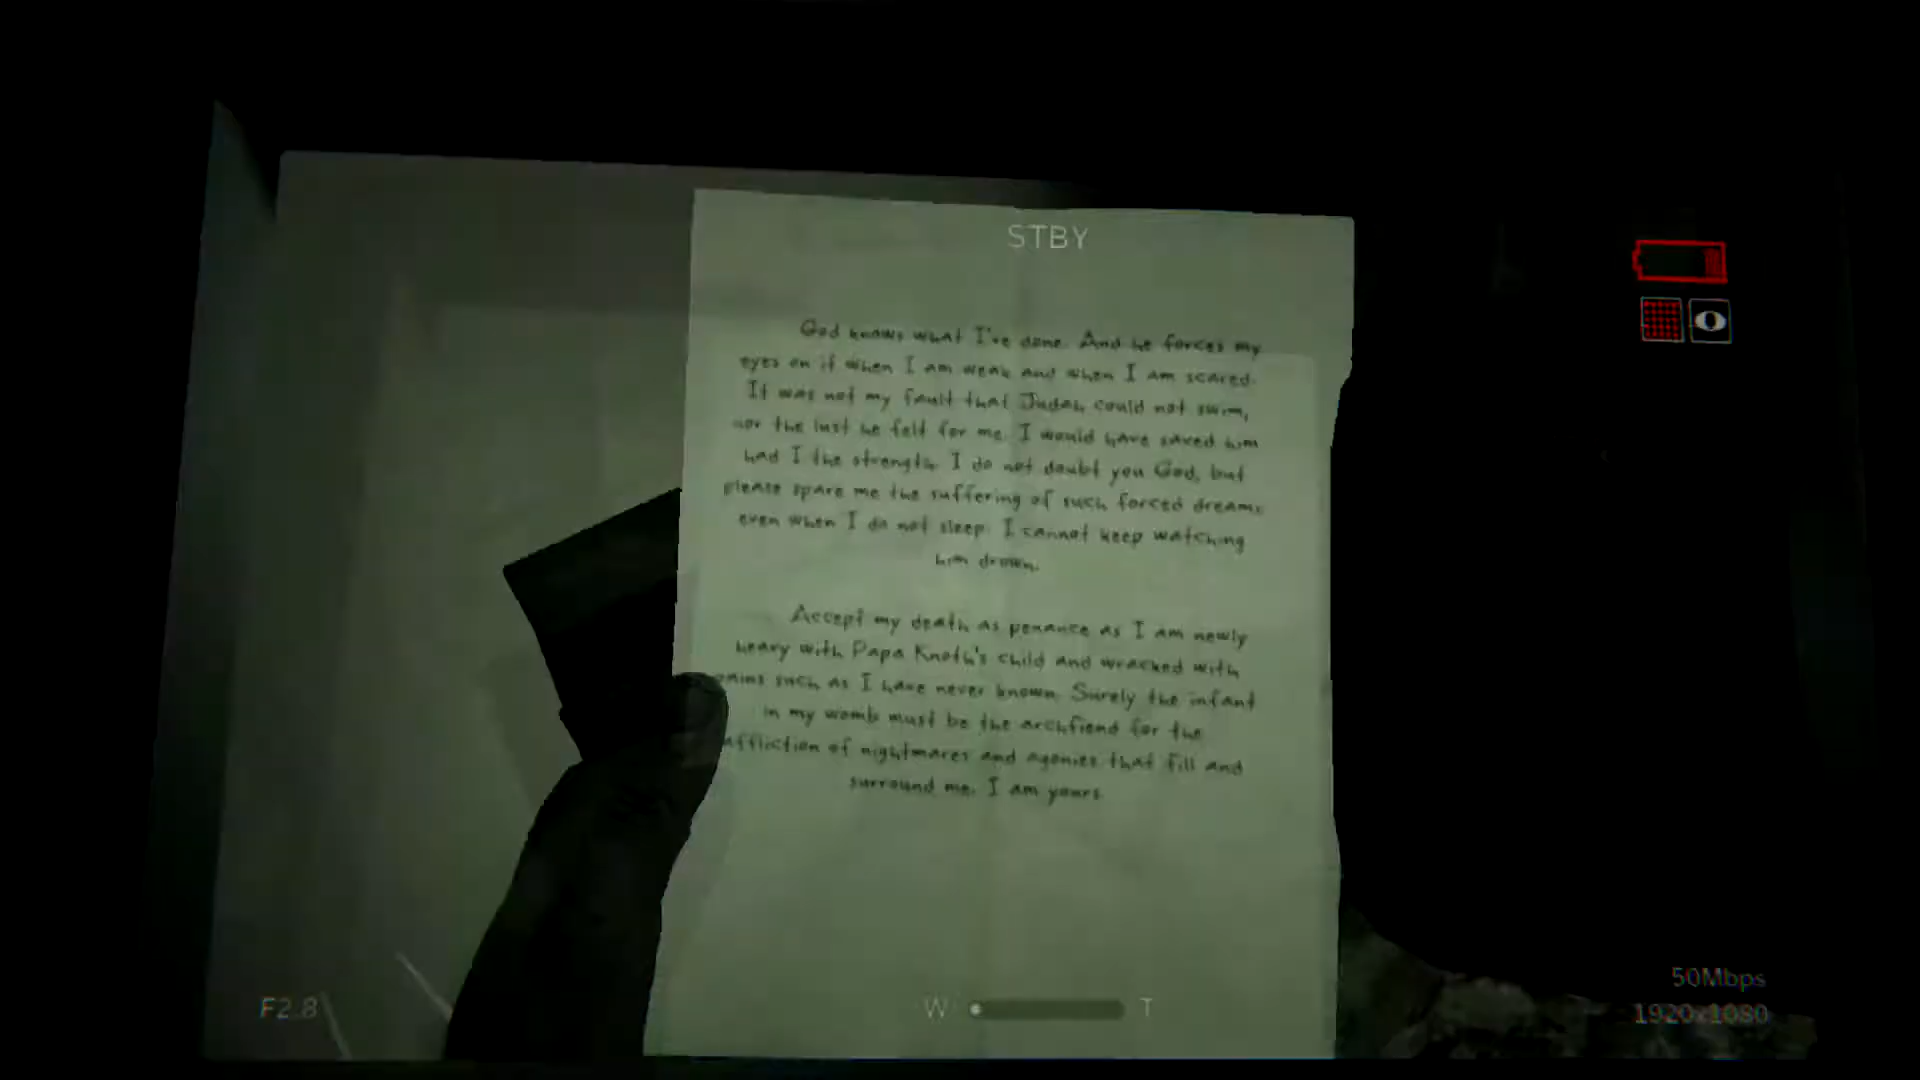 STBY
God knows what I've done. And he forces my
eyes on it when I am weak and when I am scared.
It was not my fault that Judah could not swim,
nor the lust he felt for me. I would have saved him
had I the strength. I do not doubt you God, but
please spare me the suffering of such forced dreams
even when I do not sleep. I cannot keep watching
him drown.
Accept my death as penance as I am newly
heavy with Papa Knoth's child and wracked with
pains such as I have never known. Surely the infant
in my womb must be the archfiend for the
affliction of nightmares and agonies that fill and
surround me. I am yours.
50Mbps
F2.8
W T
1920x1080